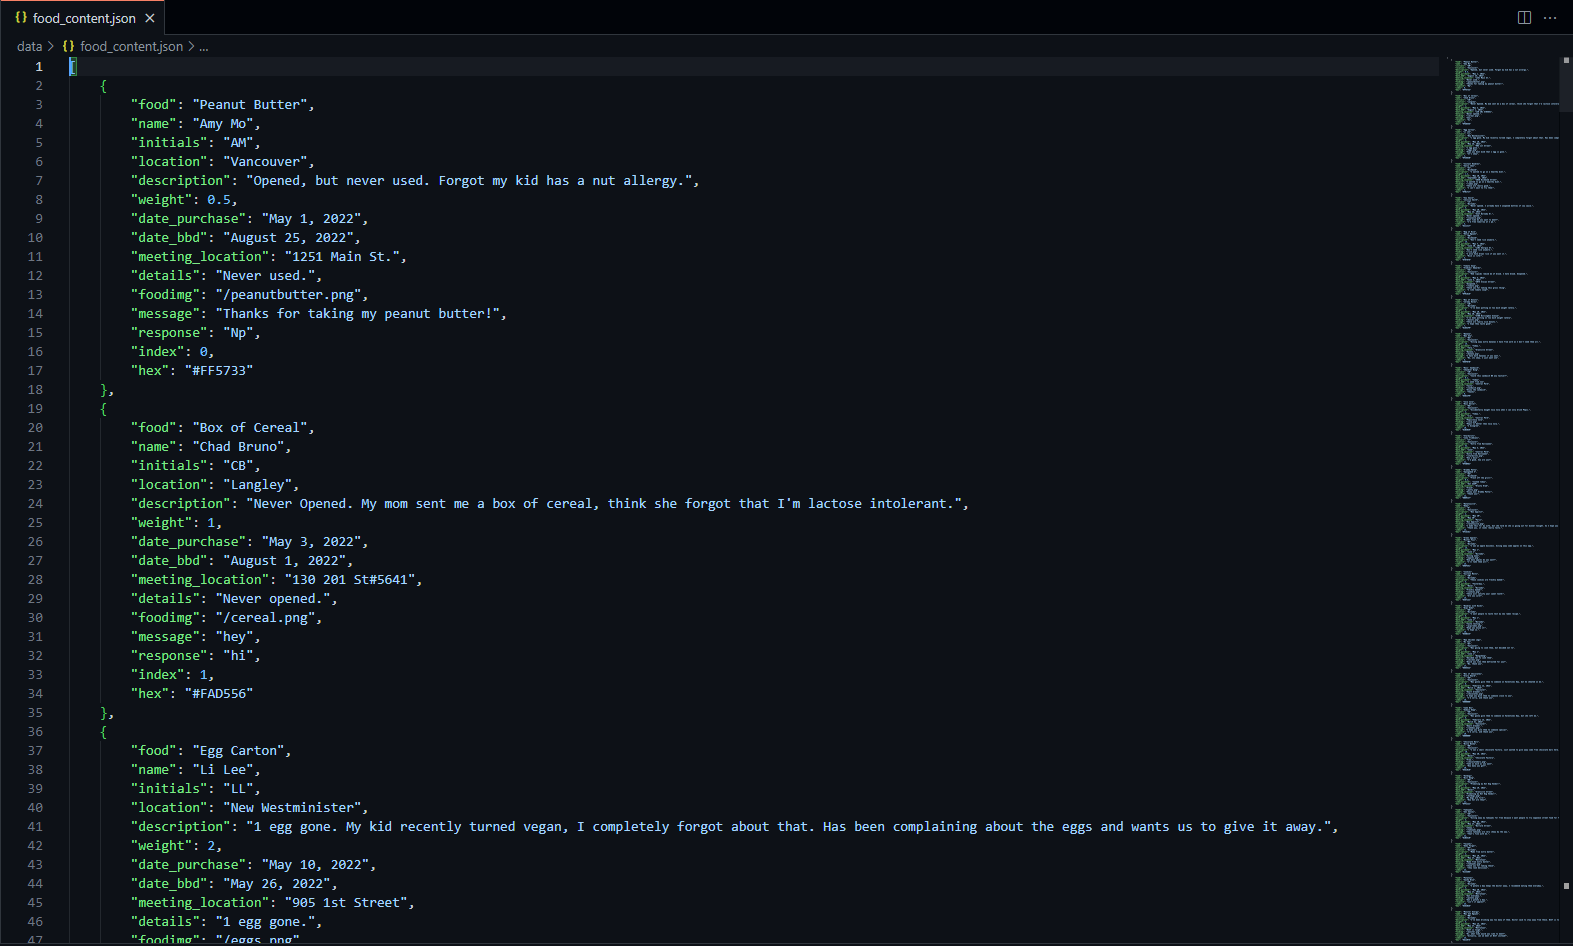 {} food_content.json ×
data > {} food_content.json > ...
1 [
2 {
3 "food": "Peanut Butter",
4 "name": "Amy Mo",
5 "initials": "AM",
6 "location": "Vancouver",
7 "description": "Opened, but never used. Forgot my kid has a nut allergy.",
8 "weight": 0.5,
9 "date_purchase": "May 1, 2022",
10 "date_bbd": "August 25, 2022",
11 "meeting_location": "1251 Main St.",
12 "details": "Never used.",
13 "foodimg": "/peanutbutter.png",
14 "message": "Thanks for taking my peanut butter!",
15 "response": "Np",
16 "index": 0,
17 "hex": "#FF5733"
18 },
19 {
20 "food": "Box of Cereal",
21 "name": "Chad Bruno",
22 "initials": "CB",
23 "location": "Langley",
24 "description": "Never Opened. My mom sent me a box of cereal, think she forgot that I'm lactose intolerant.",
25 "weight": 1,
26 "date_purchase": "May 3, 2022",
27 "date_bbd": "August 1, 2022",
28 "meeting_location": "130 201 St#5641",
29 "details": "Never opened.",
30 "foodimg": "/cereal.png",
31 "message": "hey",
32 "response": "hi",
33 "index": 1,
34 "hex": "#FAD556"
35 },
36 {
37 "food": "Egg Carton",
38 "name": "Li Lee",
39 "initials": "LL",
40 "location": "New Westminister",
41 "description": "1 egg gone. My kid recently turned vegan, I completely forgot about that. Has been complaining about the eggs and wants us to give it away.",
42 "weight": 2,
43 "date_purchase": "May 10, 2022",
44 "date_bbd": "May 26, 2022",
45 "meeting_location": "905 1st Street",
46 "details": "1 egg gone.",
47 "foodimg": "/eggs.png"